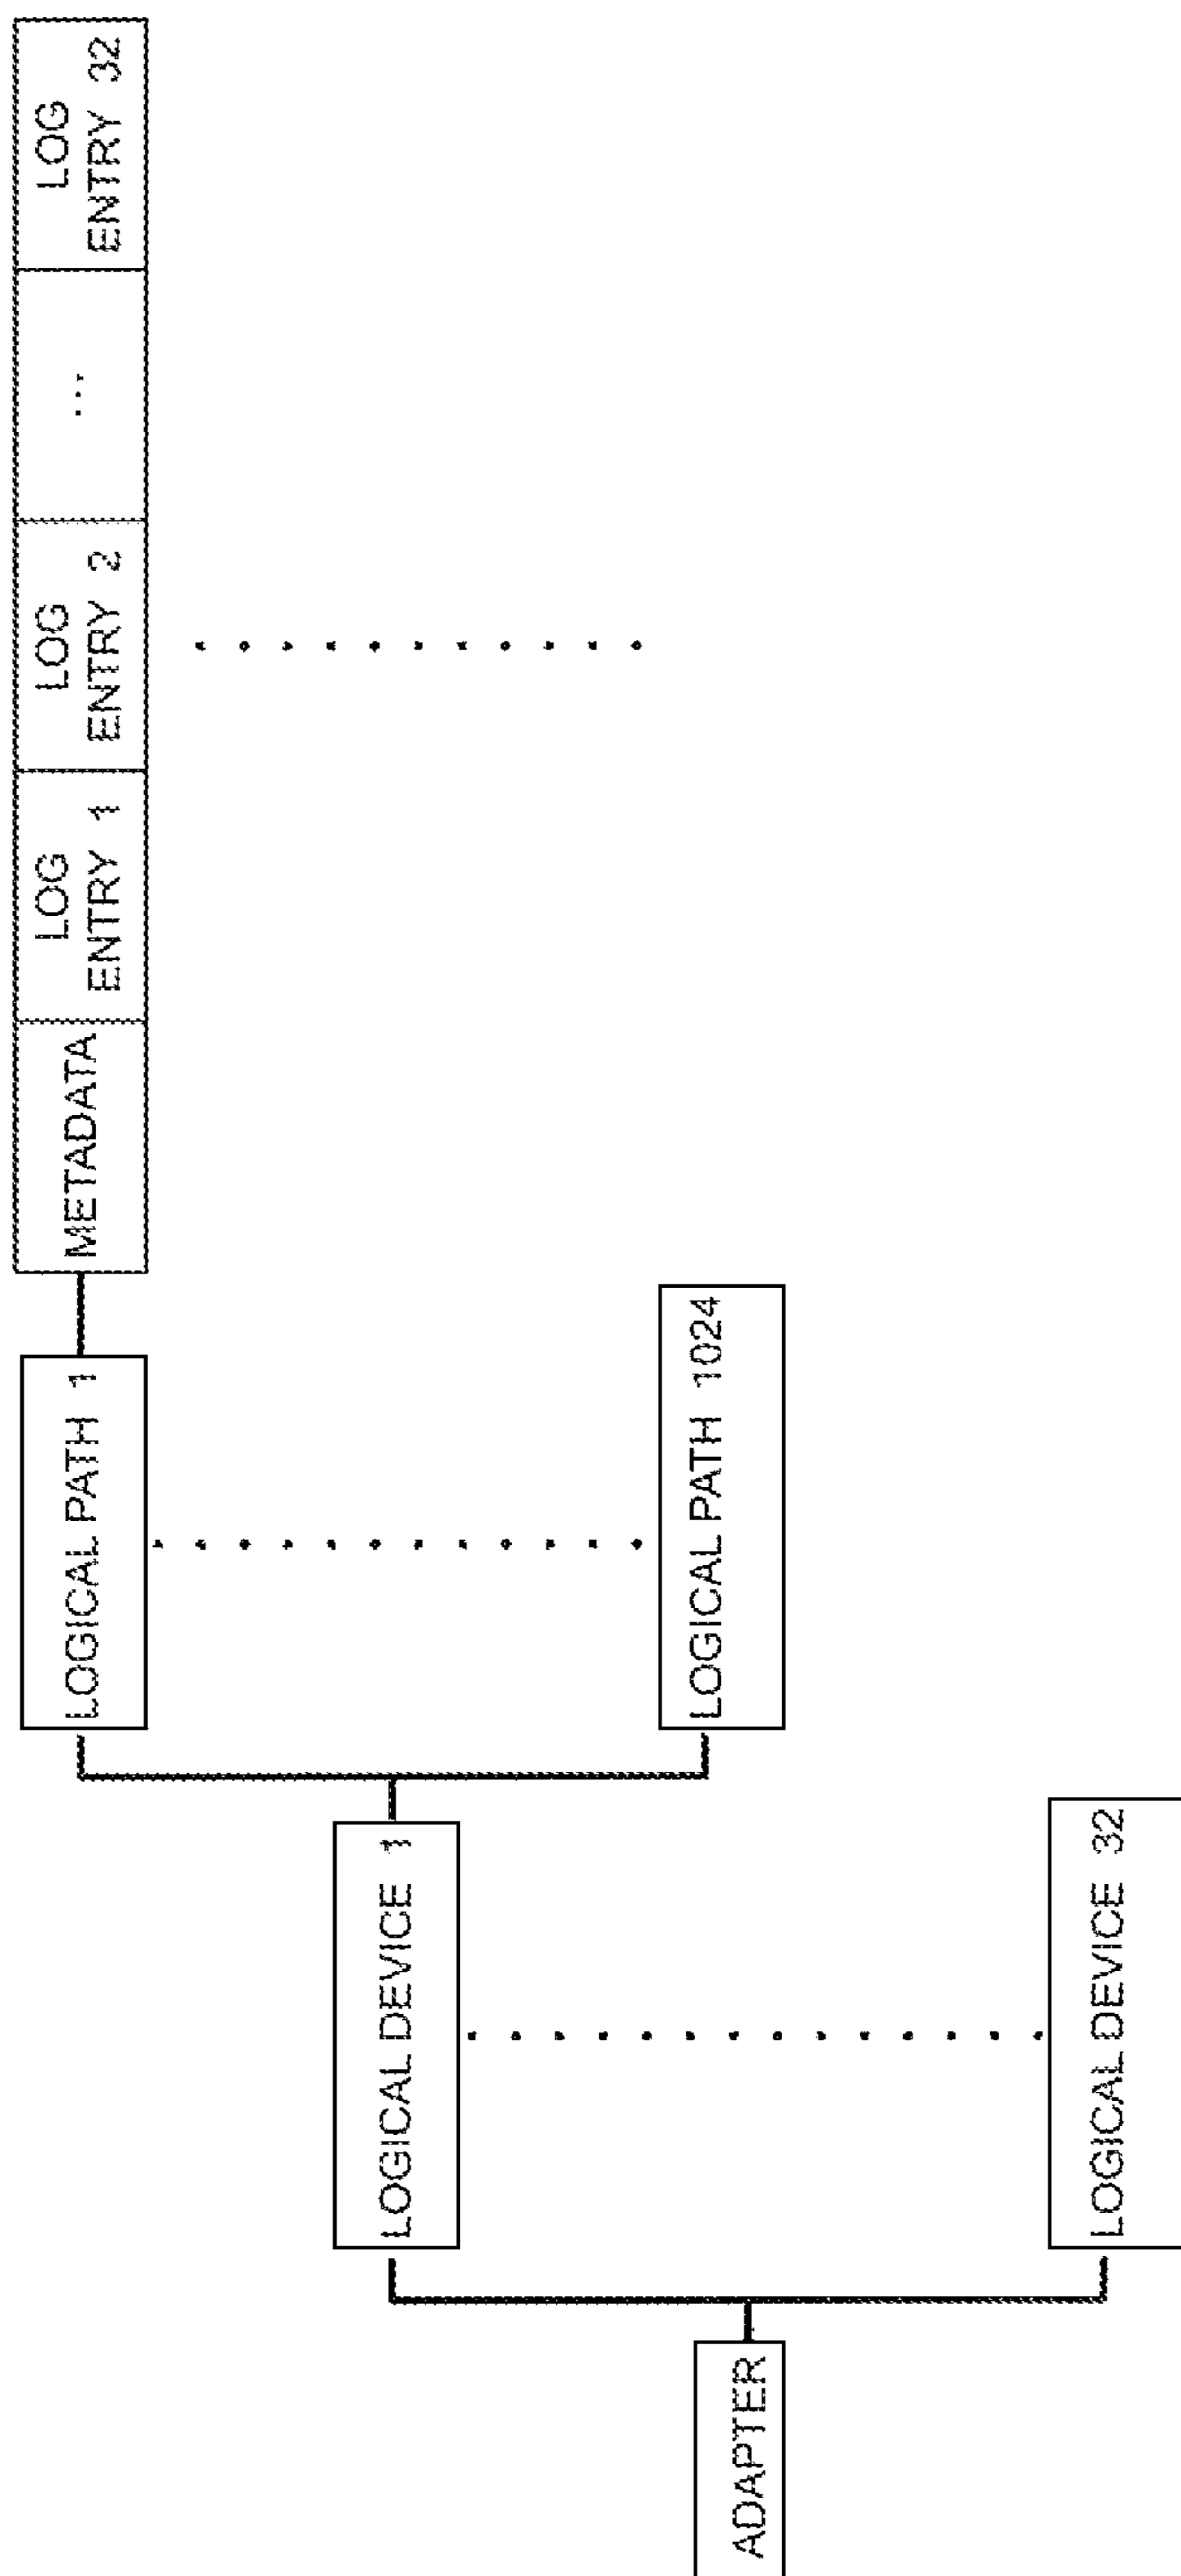 ADAPTER
LOGICAL DEVICE 1
LOGICAL DEVICE 32
LOGICAL PATH 1
LOGICAL PATH 1024
METADATA
LOG
ENTRY 1
LOG
ENTRY 2
...
LOG
ENTRY 32